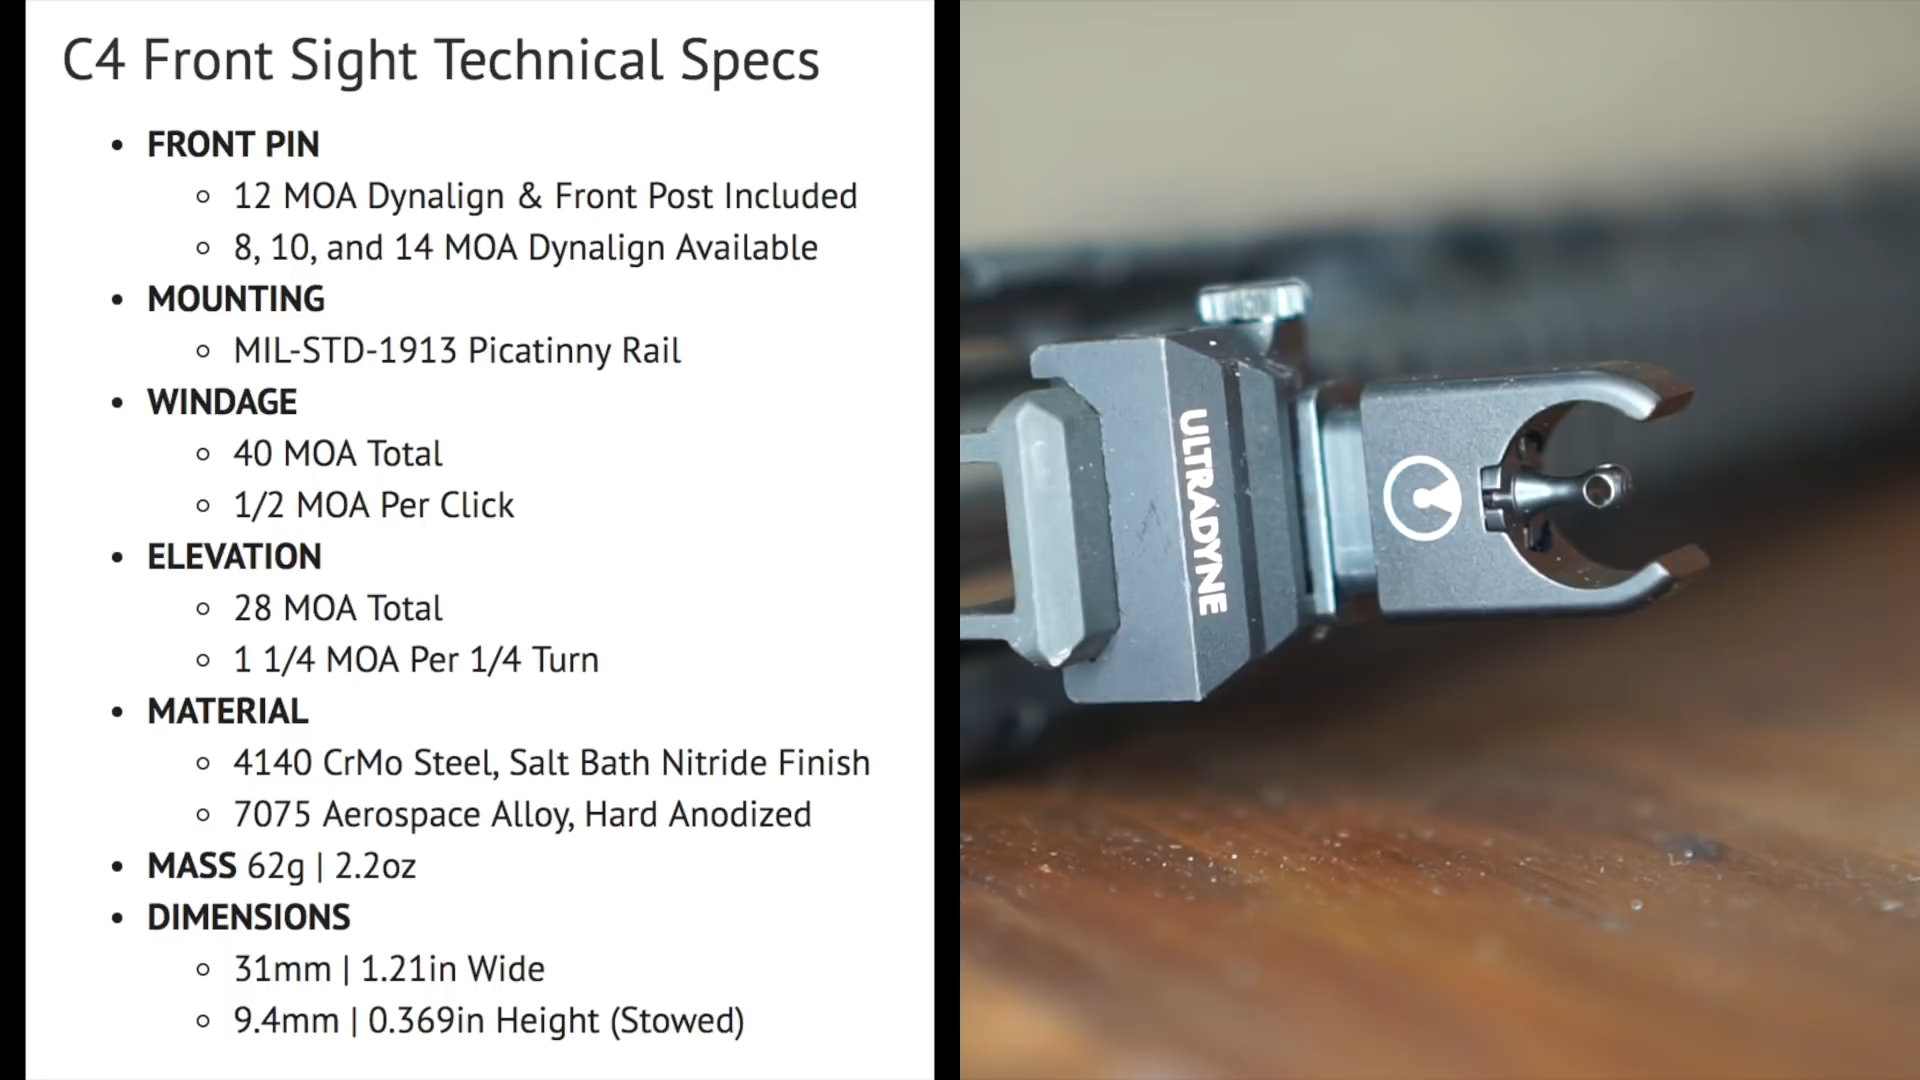 C4 Front Sight Technical Specs
• FRONT PIN
○ 12 MOA Dynalign & Front Post Included
○ 8, 10, and 14 MOA Dynalign Available
• MOUNTING
○ MIL-STD-1913 Picatinny Rail
• WINDAGE
○ 40 MOA Total
○ 1/2 MOA Per Click
• ELEVATION
○ 28 MOA Total
○ 1 1/4 MOA Per 1/4 Turn
• MATERIAL
○ 4140 CrMo Steel, Salt Bath Nitride Finish
○ 7075 Aerospace Alloy, Hard Anodized
• MASS 62g | 2.2oz
• DIMENSIONS
○ 31mm | 1.21in Wide
○ 9.4mm | 0.369in Height (Stowed)
ULTRADYNE